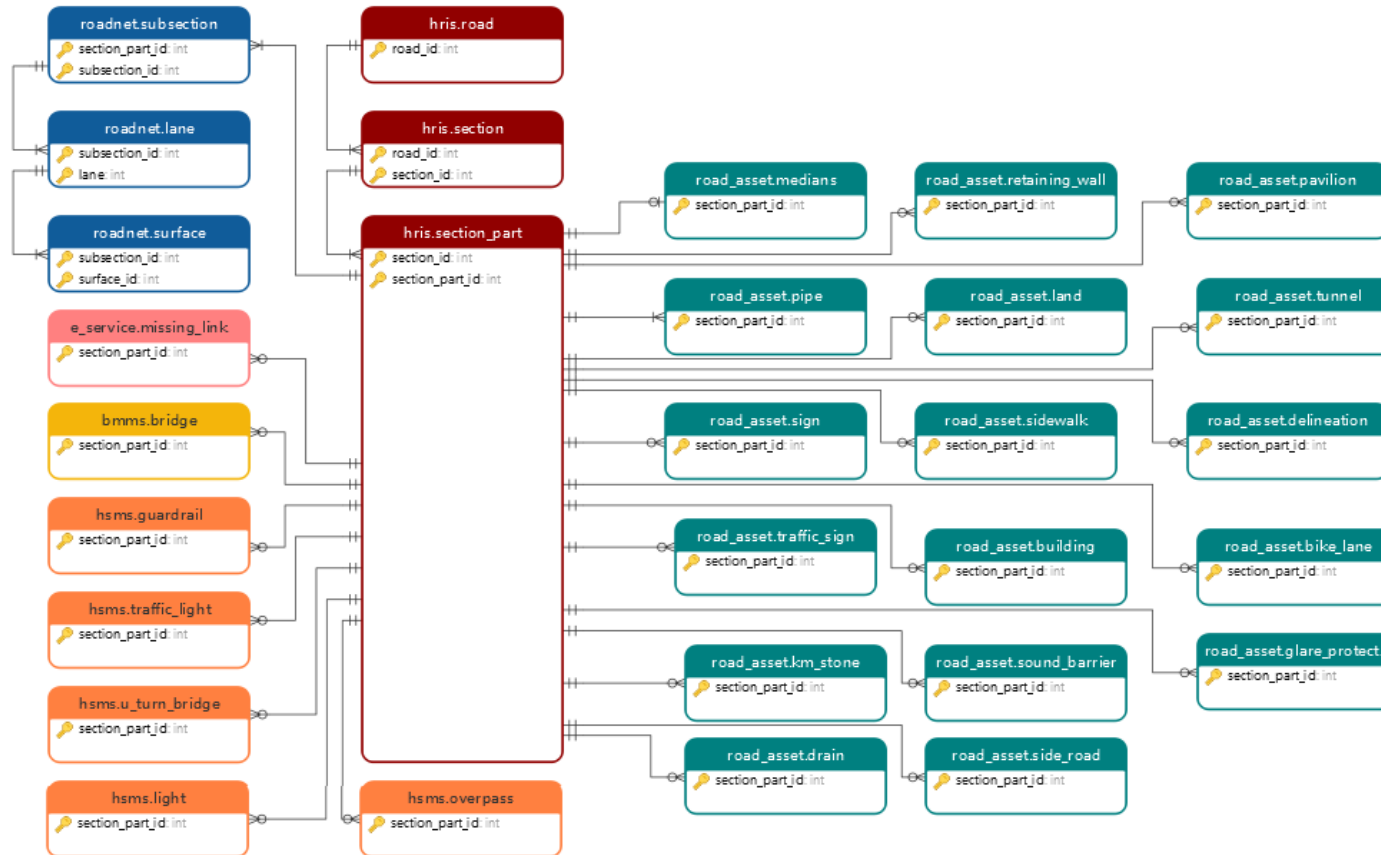 roadnet.subsection
section_part_id: int
subsection_id: int
roadnet.lane
subsection_id: int
lane: int
roadnet.surface
subsection_id: int
surface_id: int
e_service.missing_link
section_part_id: int
bmms.bridge
section_part_id: int
hsms.guardrail
section_part_id: int
hsms.traffic_light
section_part_id: int
hsms.u_turn_bridge
section_part_id: int
hsms.light
section_part_id: int
hris.road
road_id: int
hris.section
road_id: int
section_id: int
hris.section_part
section_id: int
section_part_id: int
hsms.overpass
section_part_id: int
road_asset.medians
section_part_id: int
road_asset.retaining_wall
section_part_id: int
road_asset.pavilion
section_part_id: int
road_asset.pipe
section_part_id: int
road_asset.land
section_part_id: int
road_asset.tunnel
section_part_id: int
road_asset.sign
section_part_id: int
road_asset.sidewalk
section_part_id: int
road_asset.delineation
section_part_id: int
road_asset.traffic_sign
section_part_id: int
road_asset.building
section_part_id: int
road_asset.bike_lane
section_part_id: int
road_asset.km_stone
section_part_id: int
road_asset.sound_barrier
section_part_id: int
road_asset.glare_protect
section_part_id: int
road_asset.drain
section_part_id: int
road_asset.side_road
section_part_id: int